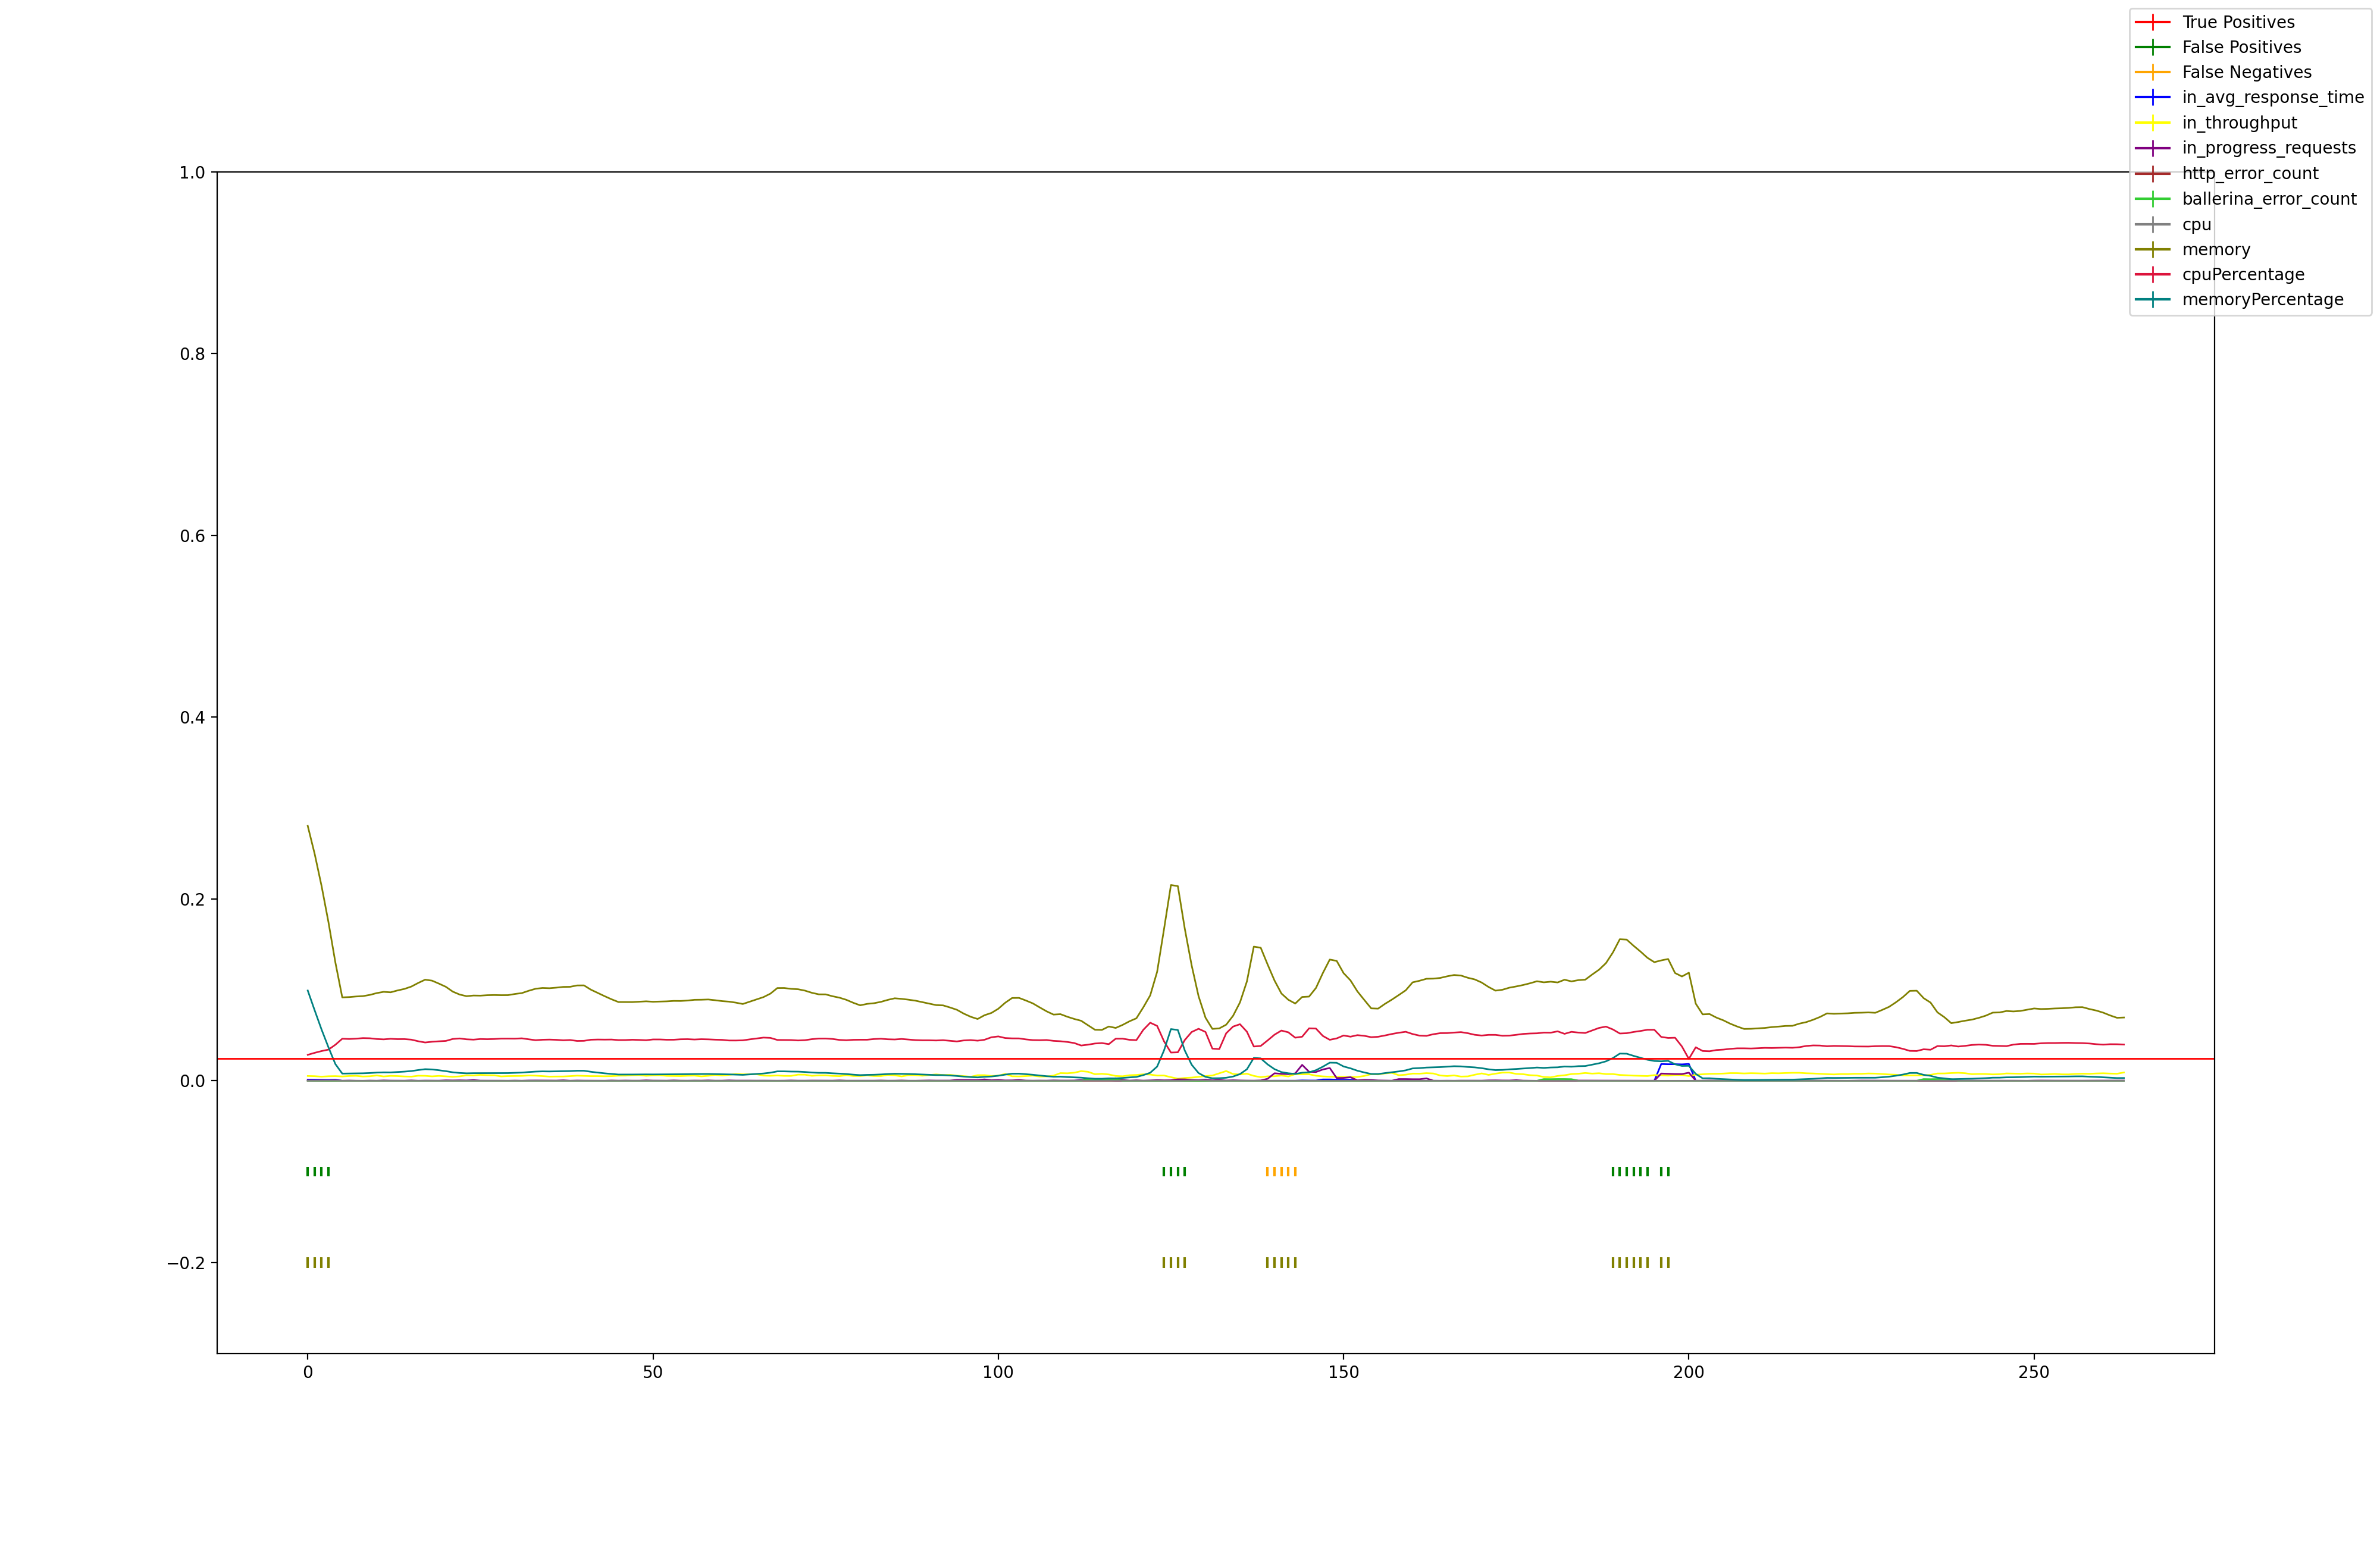 True Positives
False Positives
False Negatives
in_avg_response_time
in_throughput
in_progress_requests
http_error_count
ballerina_error_count
cpu
memory
cpuPercentage
memoryPercentage
1.0
0.8
0.6
0.4
0.2
0.0
−0.2
0 50 100 150 200 250